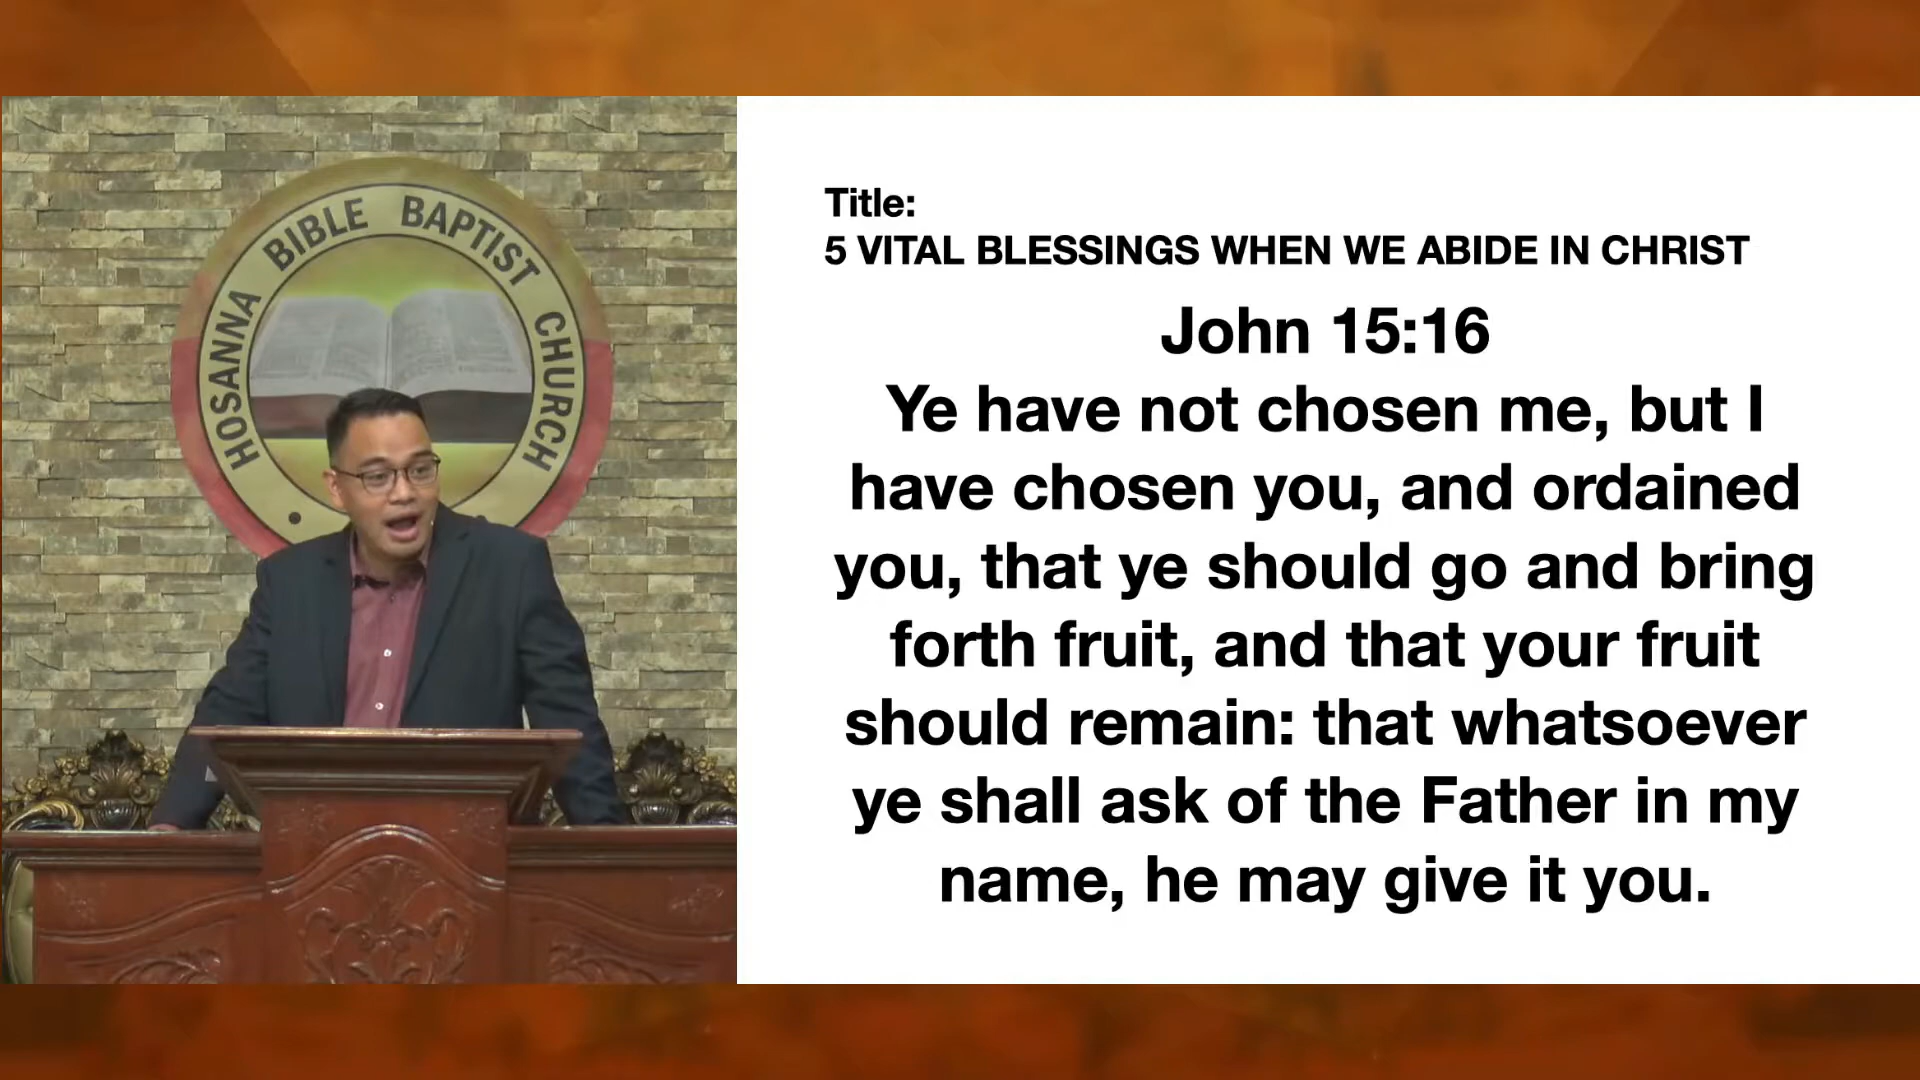 HOSANNA BIBLE BAPTIST CHURCH
Title:
5 VITAL BLESSINGS WHEN WE ABIDE IN CHRIST
John 15:16
Ye have not chosen me, but I
have chosen you, and ordained
you, that ye should go and bring
forth fruit, and that your fruit
should remain: that whatsoever
ye shall ask of the Father in my
name, he may give it you.